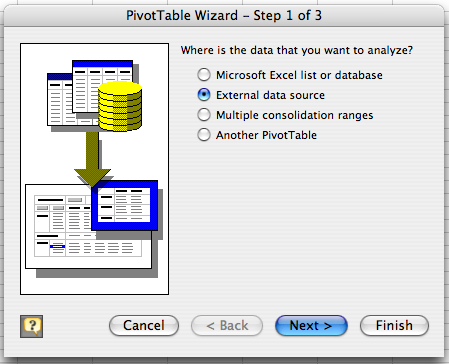 PivotTable Wizard – Step 1 of 3
Where is the data that you want to analyze?
Microsoft Excel list or database
External data source
Multiple consolidation ranges
Another PivotTable
? Cancel < Back Next > Finish